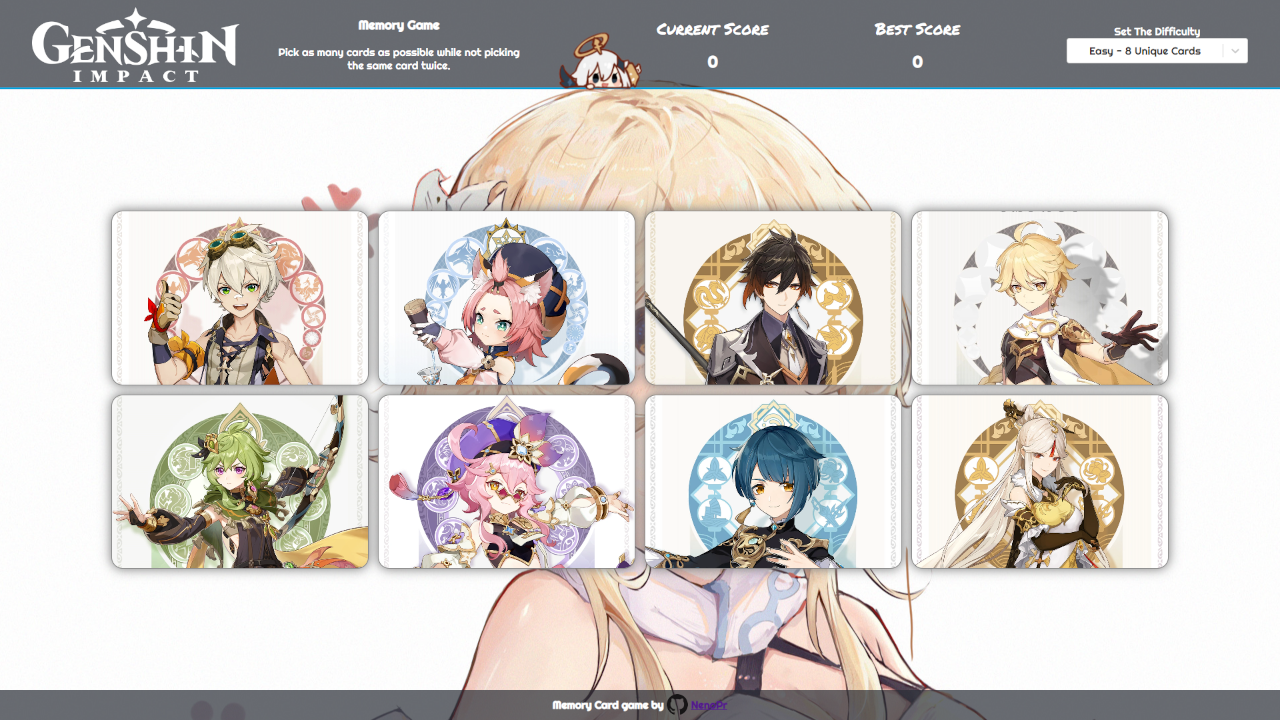 GENSHIN
IMPACT
Memory Game
Pick as many cards as possible while not picking
the same card twice.
Current Score
0
Best Score
0
Set The Difficulty
Easy - 8 Unique Cards
Memory Card game by NenoPr